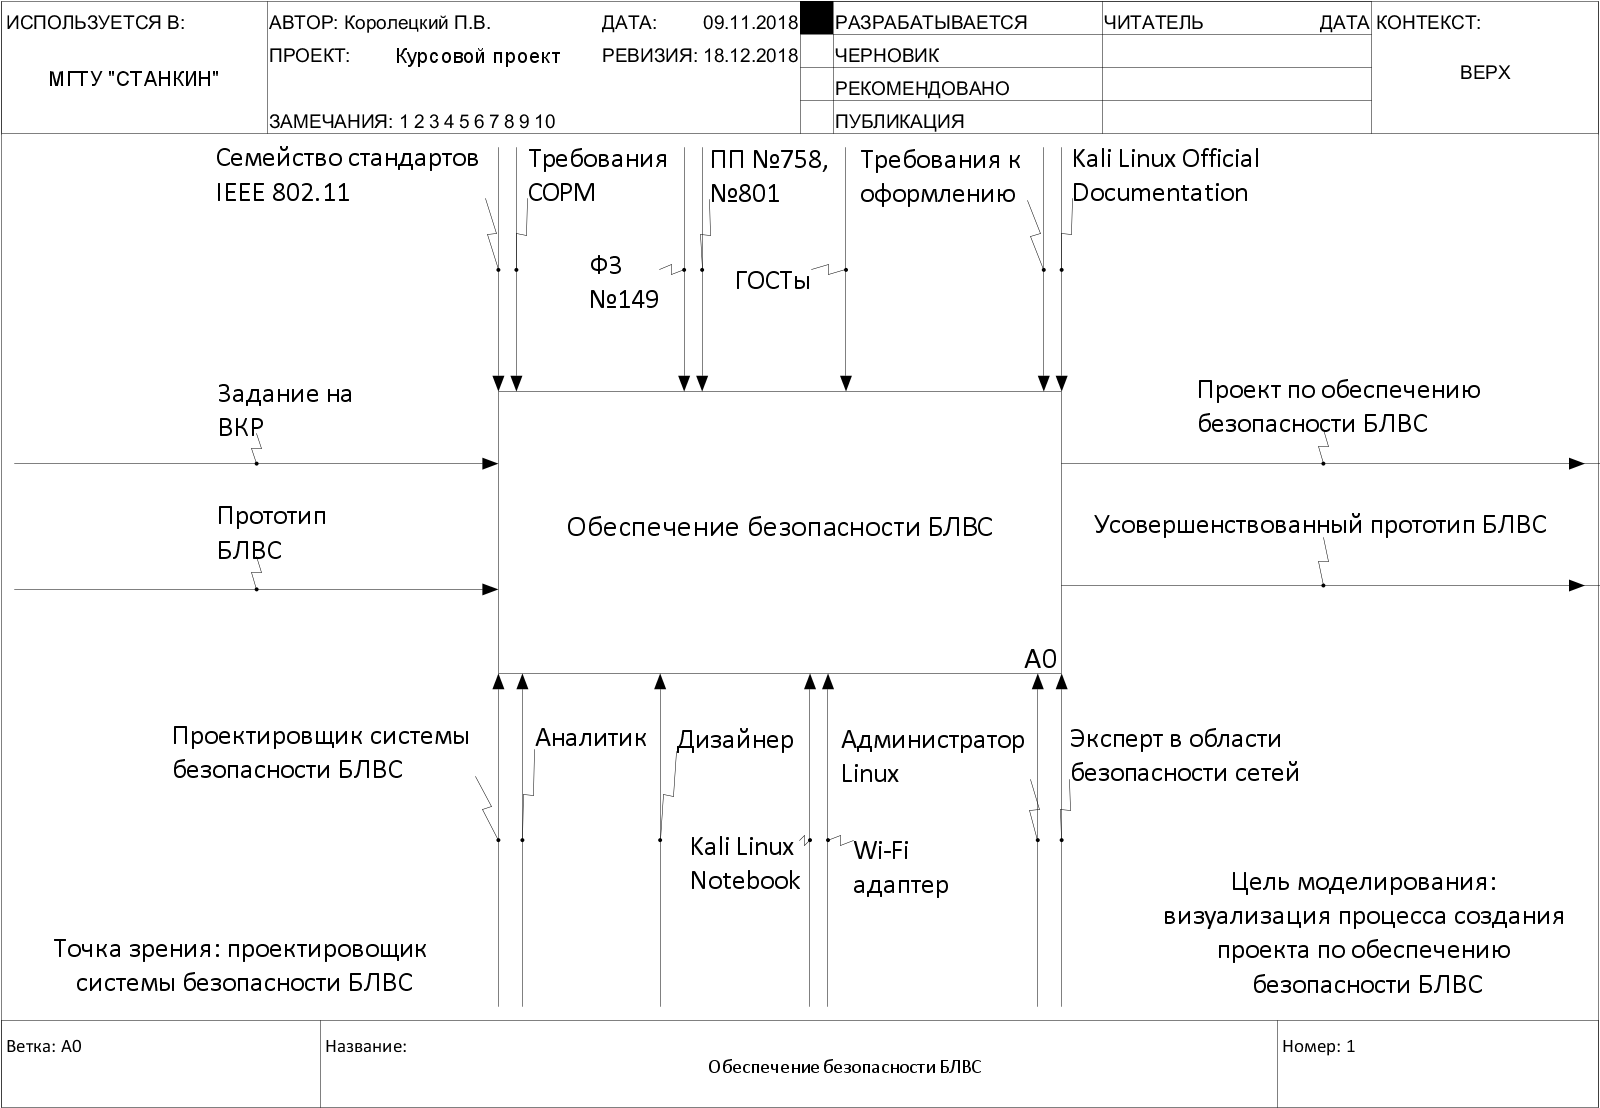 ИСПОЛЬЗУЕТСЯ В:
МГТУ "СТАНКИН"
АВТОР: Королецкий П.В.
ДАТА: 09.11.2018
ПРОЕКТ: Курсовой проект
РЕВИЗИЯ: 18.12.2018
ЗАМЕЧАНИЯ: 1 2 3 4 5 6 7 8 9 10
РАЗРАБАТЫВАЕТСЯ
ЧЕРНОВИК
РЕКОМЕНДОВАНО
ПУБЛИКАЦИЯ
ЧИТАТЕЛЬ
ДАТА
КОНТЕКСТ:
ВЕРХ
Семейство стандартов
IEEE 802.11
Требования
СОРМ
ПП №758,
№801
Требования к
оформлению
Kali Linux Official
Documentation
ФЗ
№149
ГОСТы
Задание на
ВКР
Прототип
БЛВС
Обеспечение безопасности БЛВС
A0
Проект по обеспечению
безопасности БЛВС
Усовершенствованный прототип БЛВС
Проектировщик системы
безопасности БЛВС
Аналитик
Дизайнер
Администратор
Linux
Эксперт в области
безопасности сетей
Kali Linux
Notebook
Wi-Fi
адаптер
Точка зрения: проектировощик
системы безопасности БЛВС
Цель моделирования:
визуализация процесса создания
проекта по обеспечению
безопасности БЛВС
Ветка: A0
Название:
Обеспечение безопасности БЛВС
Номер: 1